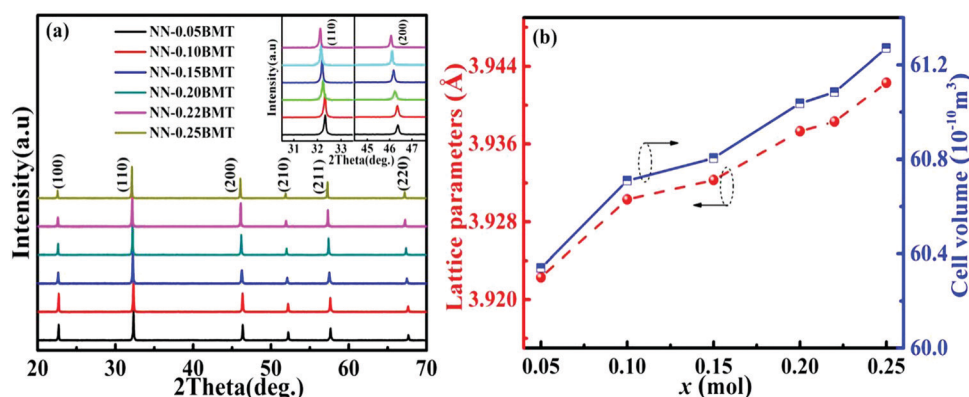 (a)
NN-0.05BMT
NN-0.10BMT
NN-0.15BMT
NN-0.20BMT
NN-0.22BMT
NN-0.25BMT
Intensity(a.u)
(110)
(200)
31 32 33 45 46 47
2Theta(deg.)
(100)
(110)
(200)
(210)
(211)
(220)
Intensity(a.u)
20 30 40 50 60 70
2Theta(deg.)
(b)
Lattice parameters (Å)
3.944
3.936
3.928
3.920
0.05 0.10 0.15 0.20 0.25
x (mol)
61.2
60.8
60.4
60.0
Cell volume (10⁻¹⁰m³)